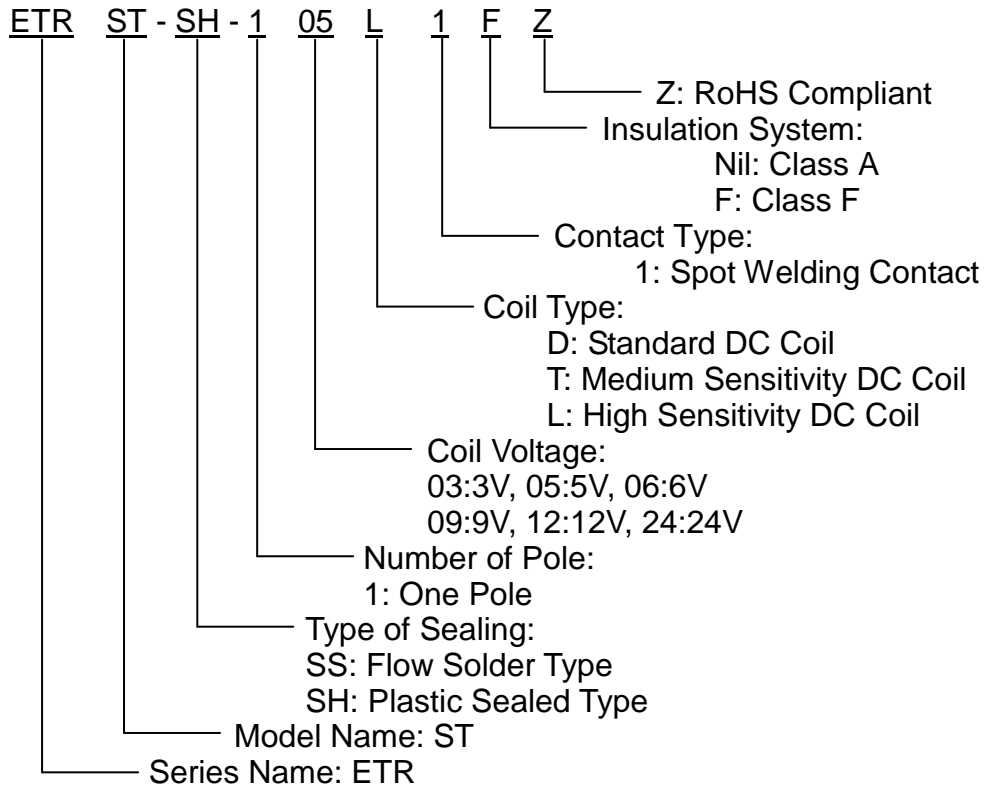 ETR ST - SH - 1 05 L 1 F Z
Z: RoHS Compliant
Insulation System:
Nil: Class A
F: Class F
Contact Type:
1: Spot Welding Contact
Coil Type:
D: Standard DC Coil
T: Medium Sensitivity DC Coil
L: High Sensitivity DC Coil
Coil Voltage:
03:3V, 05:5V, 06:6V
09:9V, 12:12V, 24:24V
Number of Pole:
1: One Pole
Type of Sealing:
SS: Flow Solder Type
SH: Plastic Sealed Type
Model Name: ST
Series Name: ETR